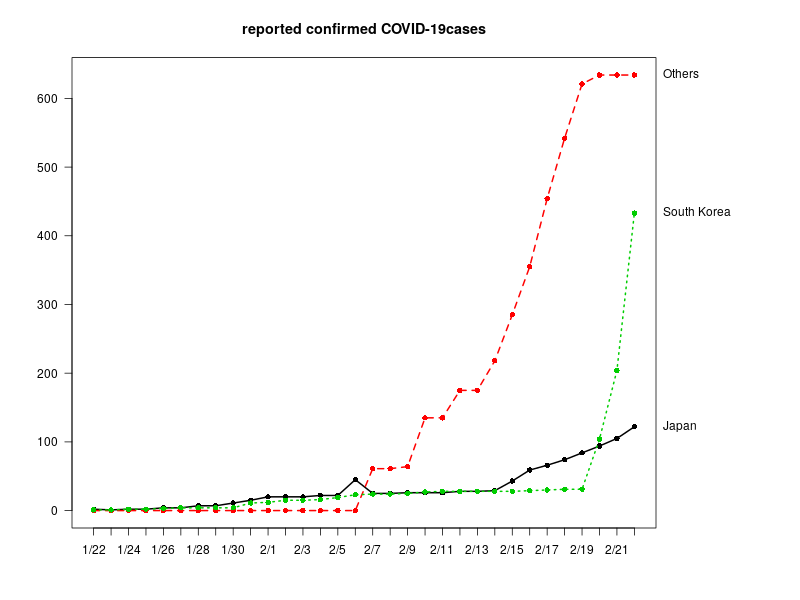 reported confirmed COVID-19cases
600
500
400
300
200
100
0
Others
South Korea
Japan
1/22 1/24 1/26 1/28 1/30 2/1 2/3 2/5 2/7 2/9 2/11 2/13 2/15 2/17 2/19 2/21